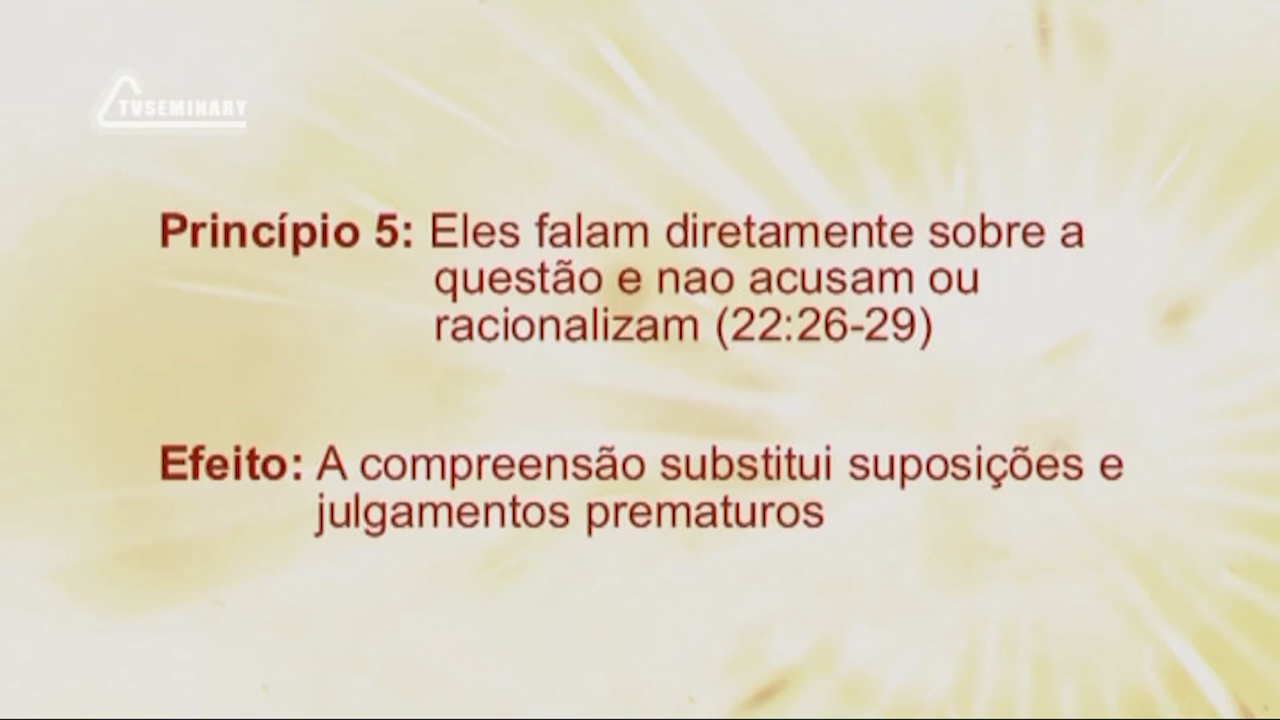 TVSEMINARY
Princípio 5: Eles falam diretamente sobre a
questão e nao acusam ou
racionalizam (22:26-29)
Efeito: A compreensão substitui suposições e
julgamentos prematuros